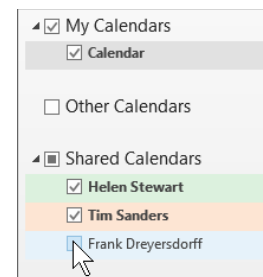 My Calendars
Calendar
Other Calendars
Shared Calendars
Helen Stewart
Tim Sanders
Frank Dreyersdorff